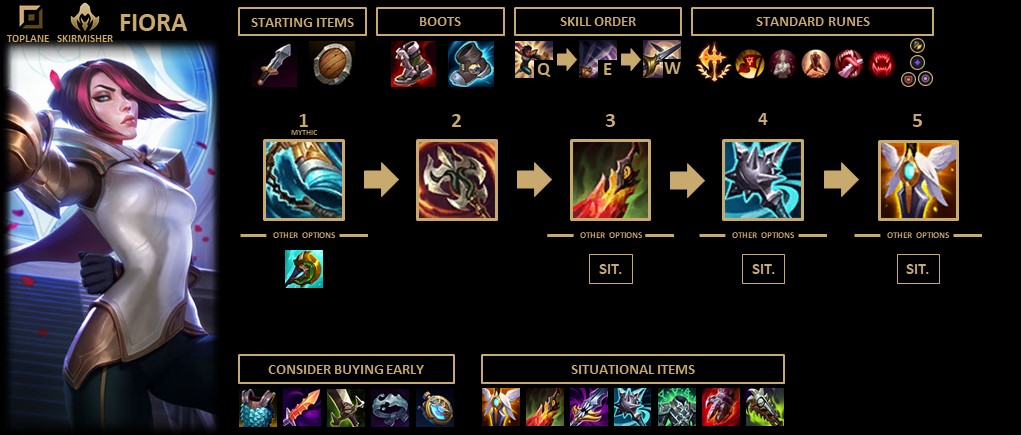 TOPLANE SKIRMISHER FIORA
STARTING ITEMS
BOOTS
SKILL ORDER
STANDARD RUNES
Q E W
1 2 3 4 5
MYTHIC
OTHER OPTIONS OTHER OPTIONS OTHER OPTIONS OTHER OPTIONS
SIT. SIT. SIT.
CONSIDER BUYING EARLY
SITUATIONAL ITEMS